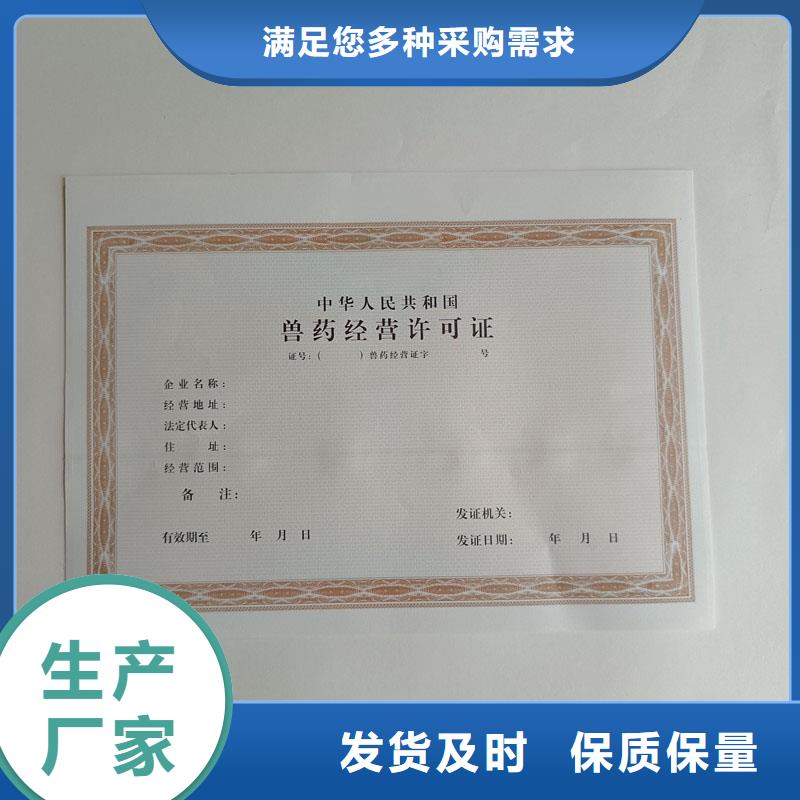 满足您多种采购需求
中华人民共和国
兽药经营许可证
证号:(　　)兽药经营证字　　　号
企业名称:
经营地址:
法定代表人:
住　址:
经营范围:
备　注:
发证机关:
有效期至　　年　月　日
发证日期:　　年　月　日
生产
厂家
发货及时　保质保量